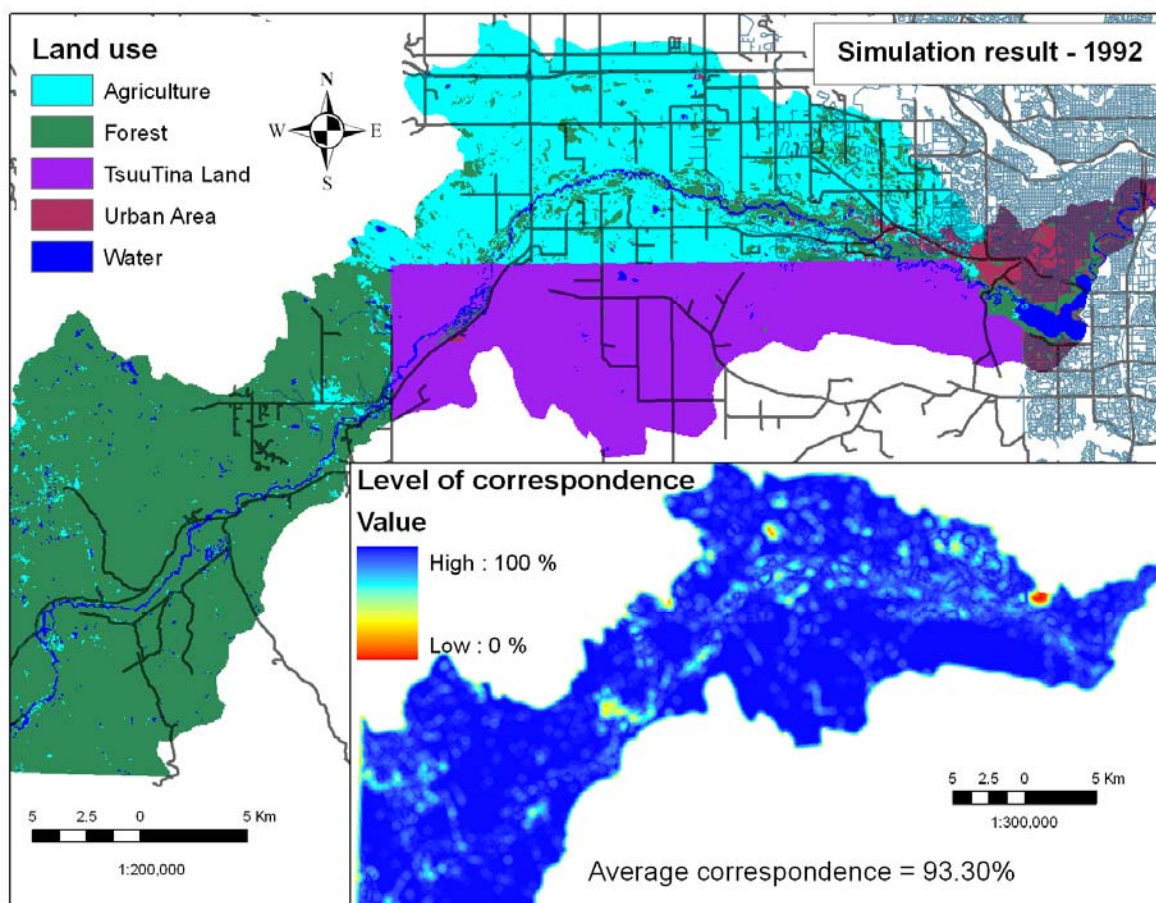 Land use
Agriculture
Forest
TsuuTina Land
Urban Area
Water
N
W E
S
Simulation result - 1992
5 2.5 0 5 Km
1:200,000
Level of correspondence
Value
High : 100 %
Low : 0 %
5 2.5 0 5 Km
1:300,000
Average correspondence = 93.30%